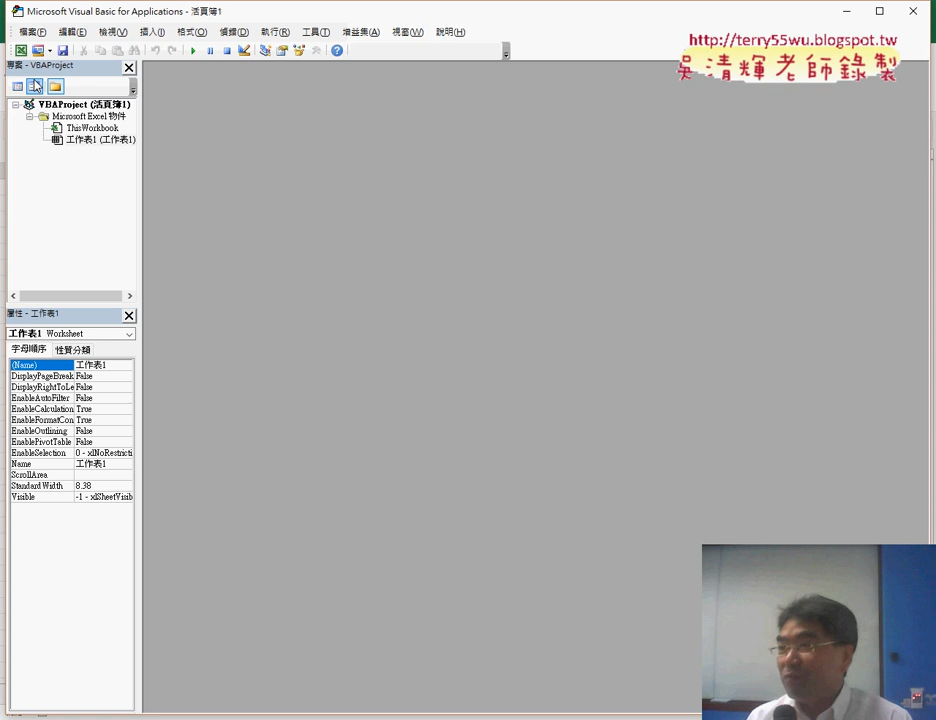 Microsoft Visual Basic for Applications - 活頁簿1
檔案(F) 編輯(E) 檢視(V) 插入(I) 格式(O) 偵錯(D) 執行(R) 工具(T) 增益集(A) 視窗(W) 說明(H)
http://terry55wu.blogspot.tw
吳清輝老師錄製
專案 - VBAProject
VBAProject (活頁簿1)
Microsoft Excel 物件
ThisWorkbook
工作表1 (工作表1)
屬性 - 工作表1
工作表1 Worksheet
字母順序 性質分類
(Name) 工作表1
DisplayPageBreak False
DisplayRightToLe False
EnableAutoFilter False
EnableCalculation True
EnableFormatCon True
EnableOutlining False
EnablePivotTable False
EnableSelection 0 - xlNoRestricti
Name 工作表1
ScrollArea
StandardWidth 8.38
Visible -1 - xlSheetVisib